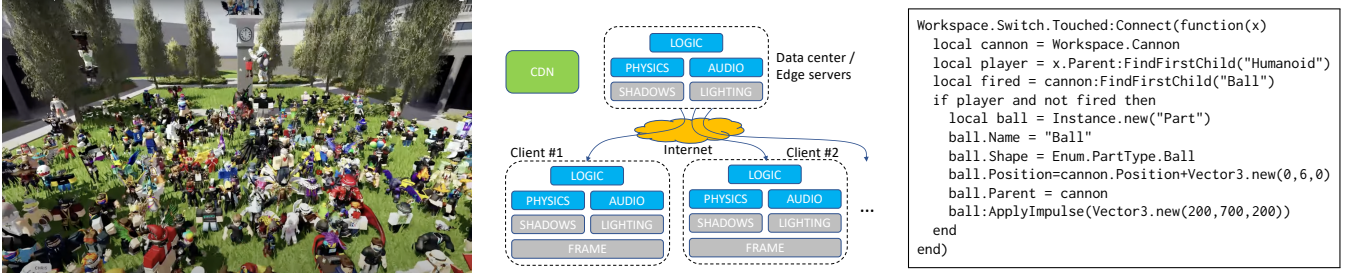 CDN
LOGIC
PHYSICS AUDIO
SHADOWS LIGHTING
Data center /
Edge servers
Internet
Client #1
LOGIC
PHYSICS AUDIO
SHADOWS LIGHTING
FRAME
Client #2
LOGIC
PHYSICS AUDIO
SHADOWS LIGHTING
FRAME
...
Workspace.Switch.Touched:Connect(function(x)
  local cannon = Workspace.Cannon
  local player = x.Parent:FindFirstChild("Humanoid")
  local fired = cannon:FindFirstChild("Ball")
  if player and not fired then
    local ball = Instance.new("Part")
    ball.Name = "Ball"
    ball.Shape = Enum.PartType.Ball
    ball.Position=cannon.Position+Vector3.new(0,6,0)
    ball.Parent = cannon
    ball:ApplyImpulse(Vector3.new(200,700,200))
  end
end)